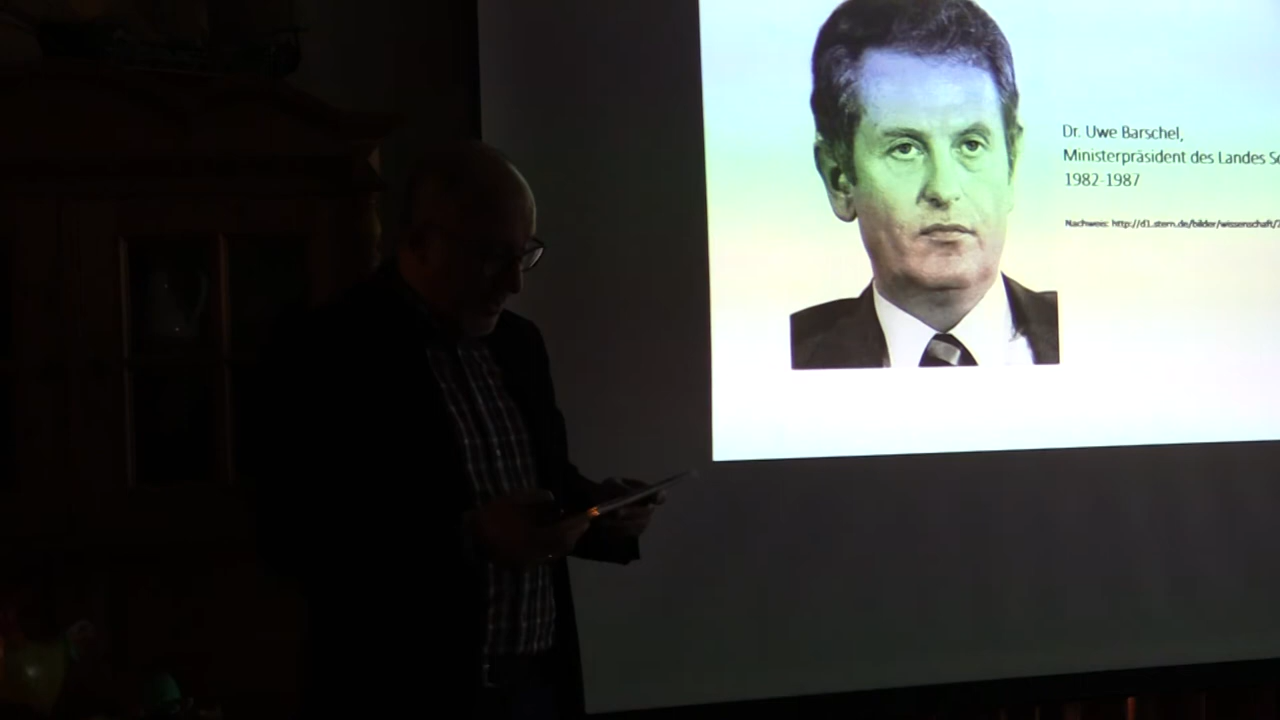 Dr. Uwe Barschel,
Ministerpräsident des Landes
1982-1987
Nachweis: http://d1.stern.de/bilder/wissenschaft/